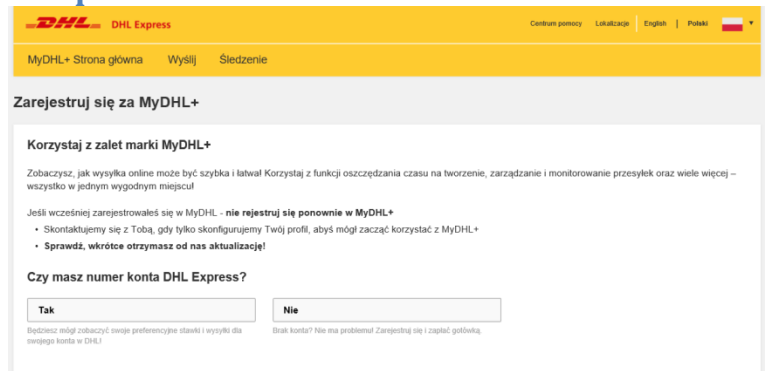 DHL DHL Express
Centrum pomocy Lokalizacje English | Polski
MyDHL+ Strona główna Wyślij Śledzenie
Zarejestruj się za MyDHL+
Korzystaj z zalet marki MyDHL+
Zobaczysz, jak wysyłka online może być szybka i łatwa! Korzystaj z funkcji oszczędzania czasu na tworzenie, zarządzanie i monitorowanie przesyłek oraz wiele więcej –
wszystko w jednym wygodnym miejscu!
Jeśli wcześniej zarejestrowałeś się w MyDHL - nie rejestruj się ponownie w MyDHL+
• Skontaktujemy się z Tobą, gdy tylko skonfigurujemy Twój profil, abyś mógł zacząć korzystać z MyDHL+
• Sprawdź, wkrótce otrzymasz od nas aktualizację!
Czy masz numer konta DHL Express?
Tak Nie
Będziesz mógł zobaczyć swoje preferencyjne stawki i wysyłki dla Brak konta? Nie ma problemu! Zarejestruj się i zapłać gotówką.
swojego konta w DHL!